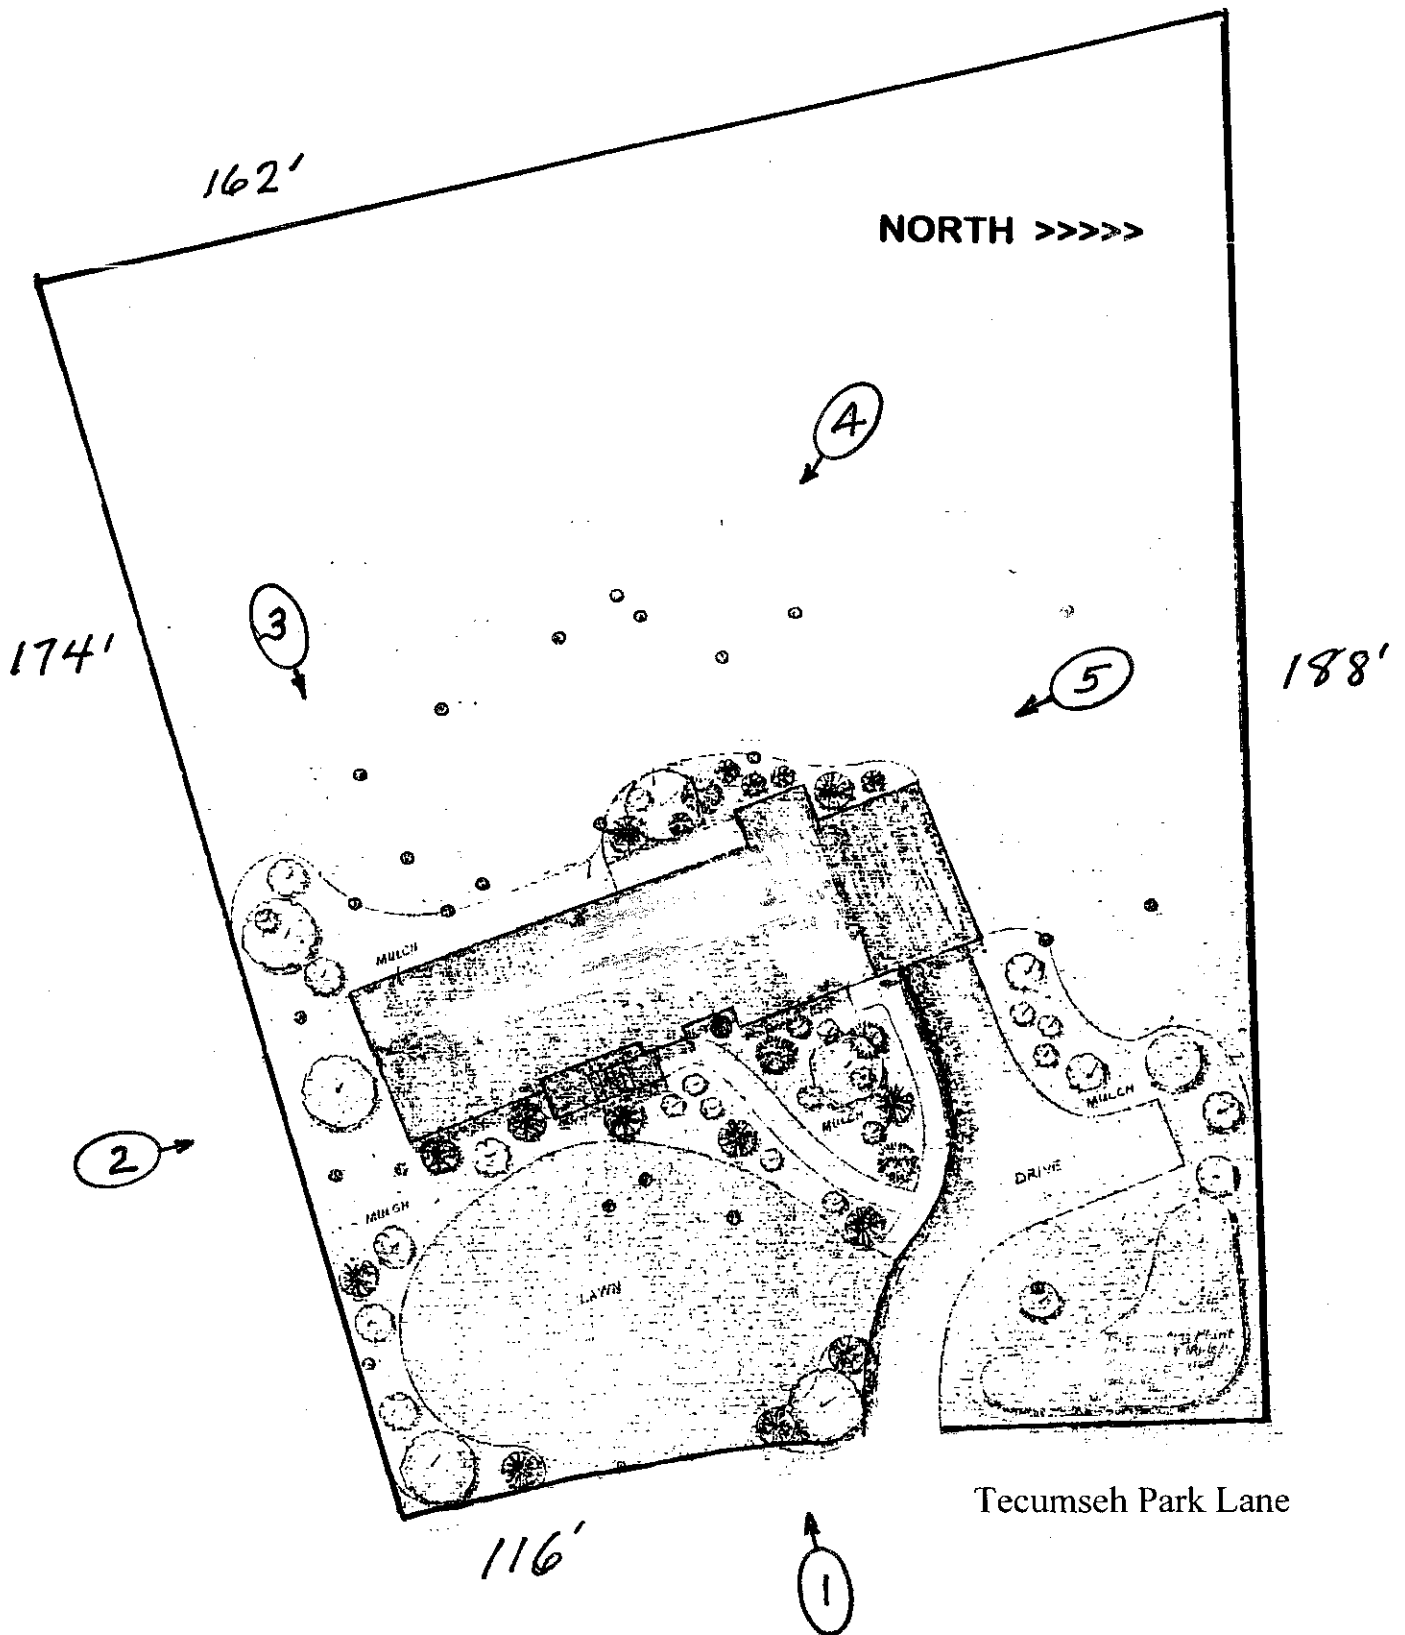 162'
NORTH >>>>>
4
3
174'
5
188'
MULCH
2
MULCH
MULCH
MULCH
DRIVE
LAWN
Tecumseh Park Lane
116'
1